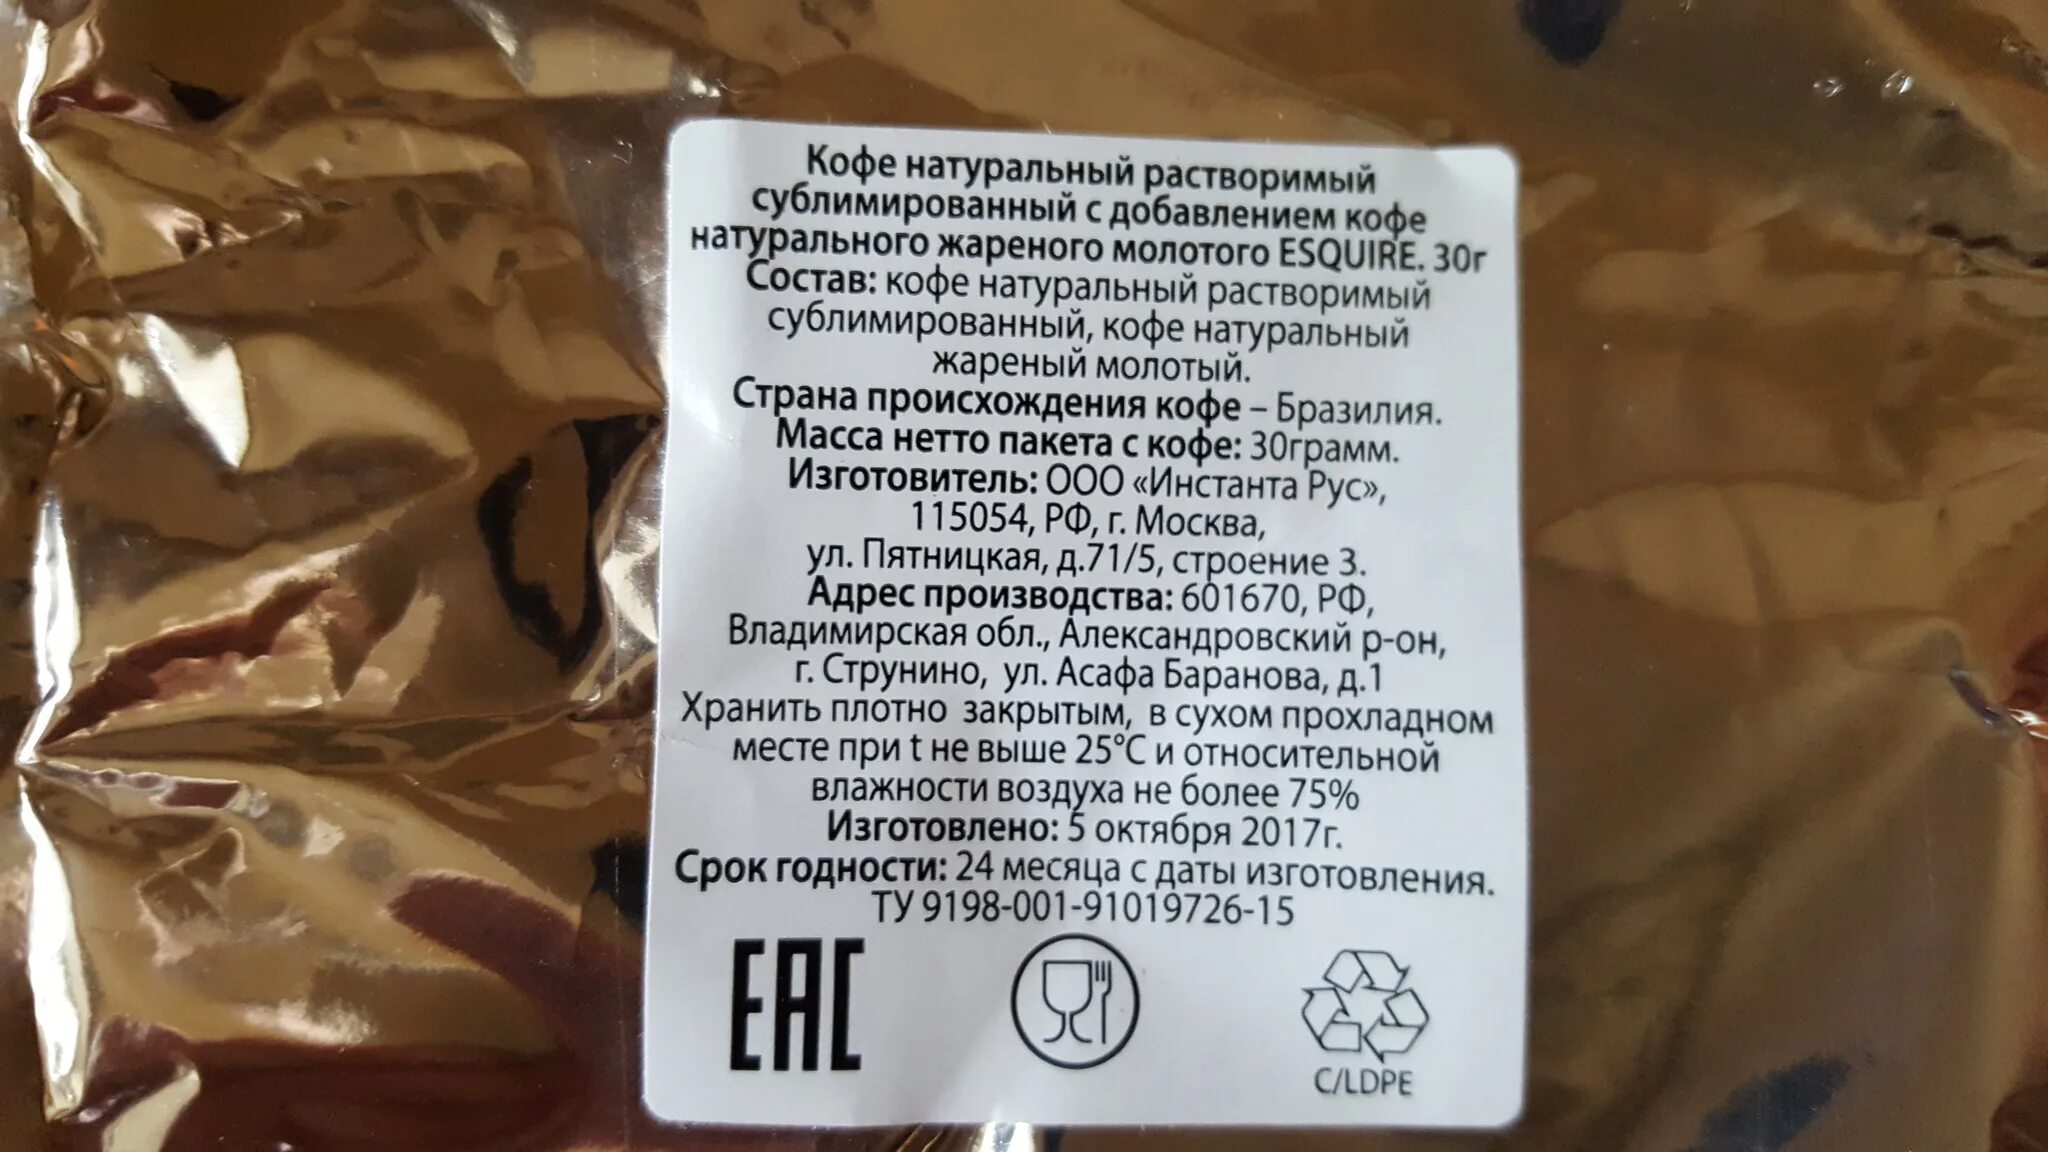 Кофе натуральный растворимый
сублимированный с добавлением кофе
натурального жареного молотого ESQUIRE. 30г
Состав: кофе натуральный растворимый
сублимированный, кофе натуральный
жареный молотый.
Страна происхождения кофе – Бразилия.
Масса нетто пакета с кофе: 30грамм.
Изготовитель: ООО «Инстанта Рус»,
115054, РФ, г. Москва,
ул. Пятницкая, д.71/5, строение 3.
Адрес производства: 601670, РФ,
Владимирская обл., Александровский р-он,
г. Струнино, ул. Асафа Баранова, д.1
Хранить плотно закрытым, в сухом прохладном
месте при t не выше 25°С и относительной
влажности воздуха не более 75%
Изготовлено: 5 октября 2017г.
Срок годности: 24 месяца с даты изготовления.
ТУ 9198-001-91019726-15
EAC
C/LDPE